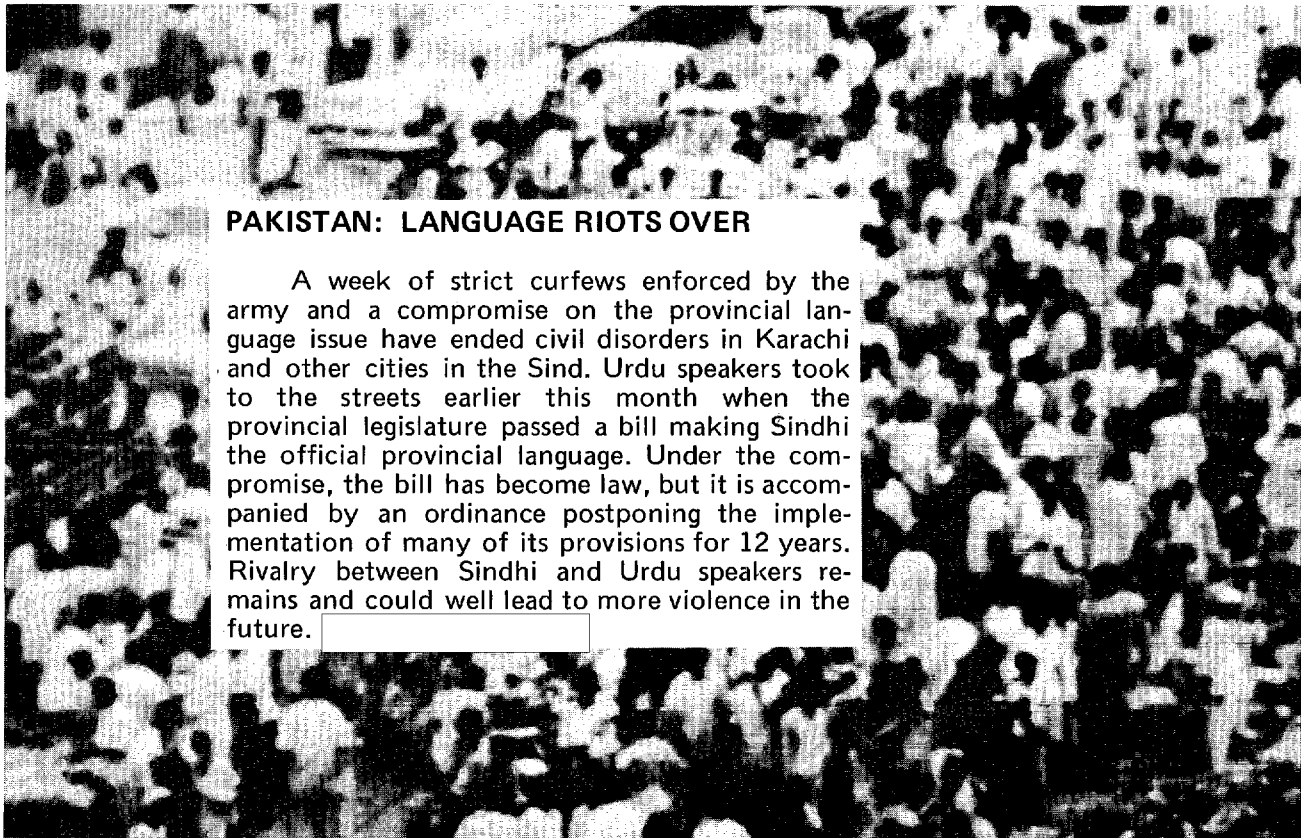 PAKISTAN: LANGUAGE RIOTS OVER
A week of strict curfews enforced by the
army and a compromise on the provincial lan-
guage issue have ended civil disorders in Karachi
and other cities in the Sind. Urdu speakers took
to the streets earlier this month when the
provincial legislature passed a bill making Sindhi
the official provincial language. Under the com-
promise, the bill has become law, but it is accom-
panied by an ordinance postponing the imple-
mentation of many of its provisions for 12 years.
Rivalry between Sindhi and Urdu speakers re-
mains and could well lead to more violence in the
future.